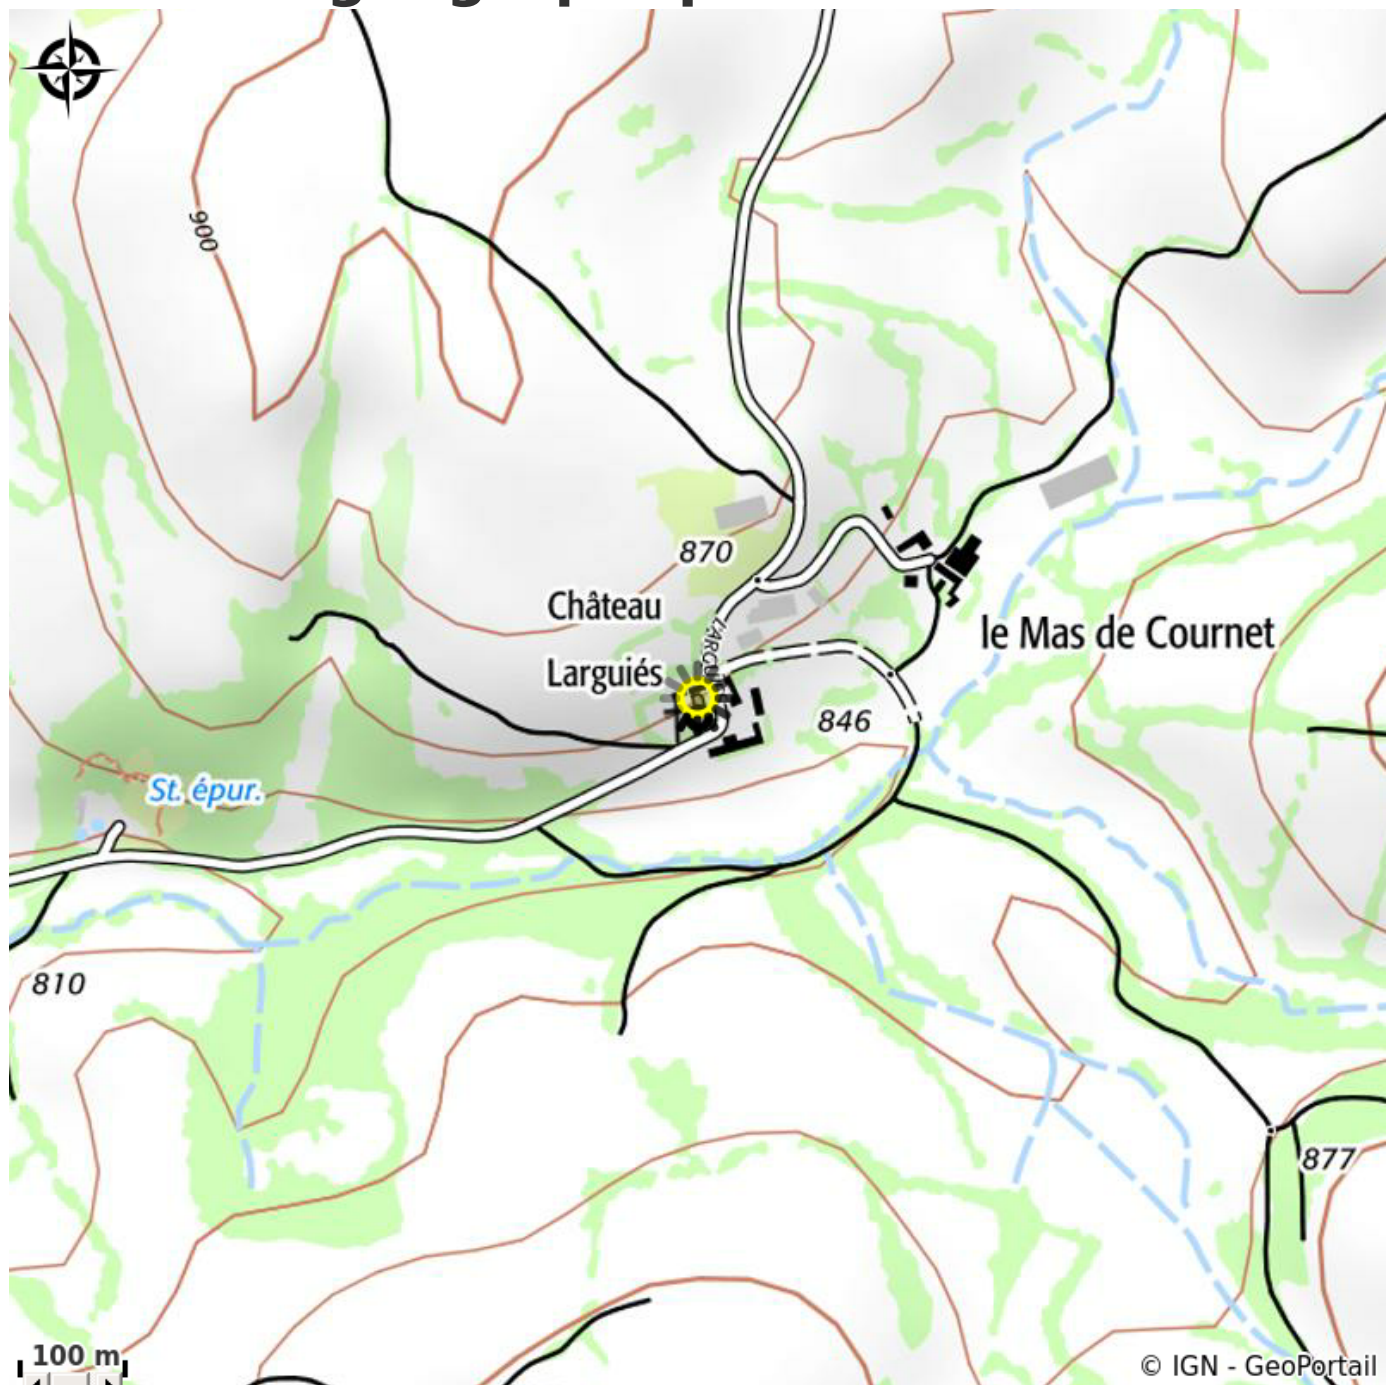 900
870
Château
Larguiés
le Mas de Cournet
846
St. épur.
810
877
100 m
© IGN - GeoPortail